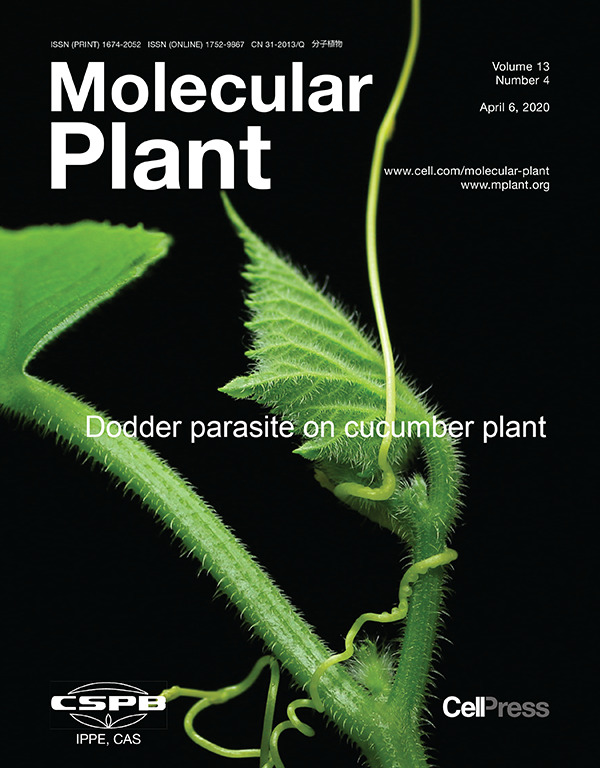 ISSN (PRINT) 1674-2052 ISSN (ONLINE) 1752-9867 CN 31-2013/Q 分子植物
Molecular
Plant
Volume 13
Number 4
April 6, 2020
www.cell.com/molecular-plant
www.mplant.org
Dodder parasite on cucumber plant
CSPB
IPPE, CAS
CellPress